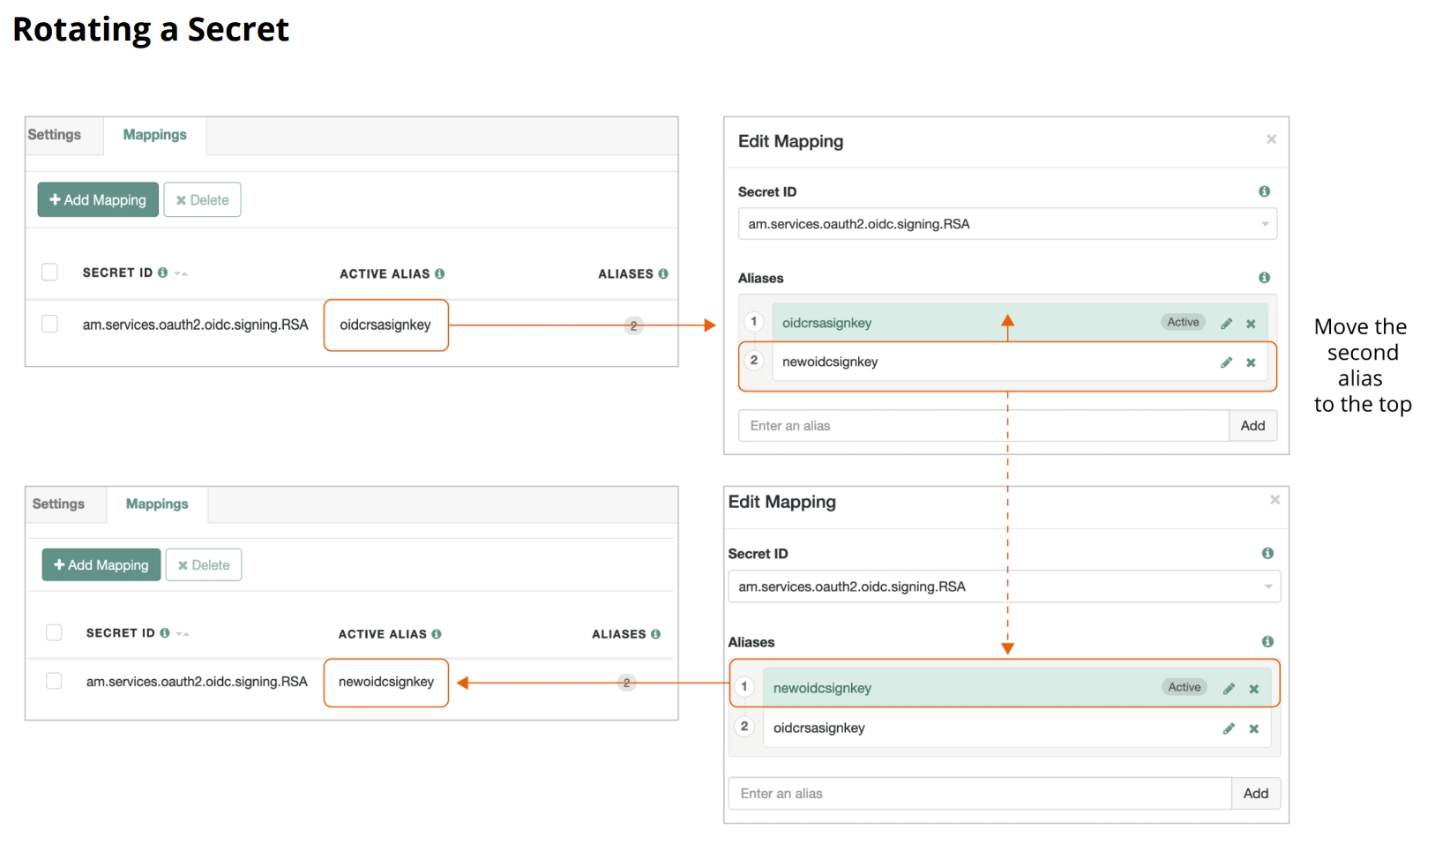 Rotating a Secret
Settings Mappings
+ Add Mapping × Delete
SECRET ID ACTIVE ALIAS ALIASES
am.services.oauth2.oidc.signing.RSA oidcrsasignkey 2
Edit Mapping ×
Secret ID
am.services.oauth2.oidc.signing.RSA
Aliases
1 oidcrsasignkey Active
2 newoidcsignkey
Enter an alias Add
Move the
second
alias
to the top
Settings Mappings
+ Add Mapping × Delete
SECRET ID ACTIVE ALIAS ALIASES
am.services.oauth2.oidc.signing.RSA newoidcsignkey 2
Edit Mapping ×
Secret ID
am.services.oauth2.oidc.signing.RSA
Aliases
1 newoidcsignkey Active
2 oidcrsasignkey
Enter an alias Add